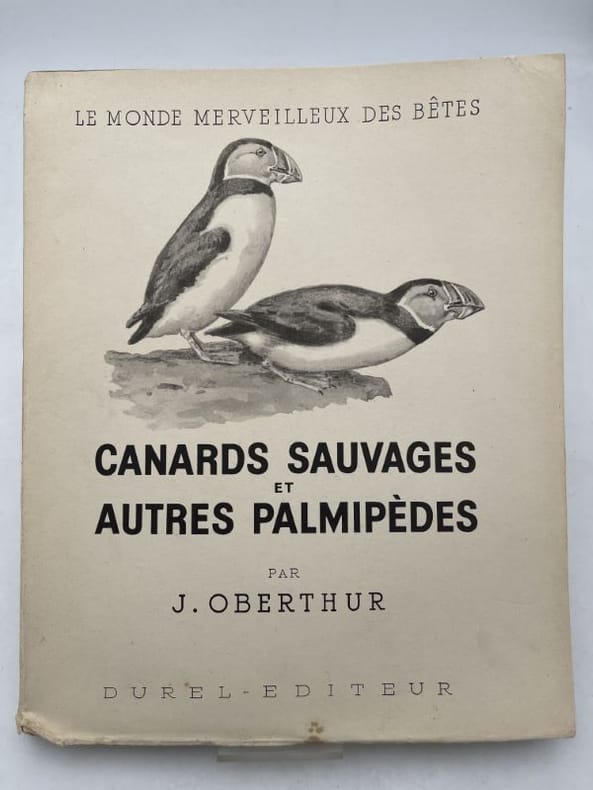 LE MONDE MERVEILLEUX DES BÊTES
CANARDS SAUVAGES
ET
AUTRES PALMIPÈDES
PAR
J. OBERTHUR
DUREL-EDITEUR